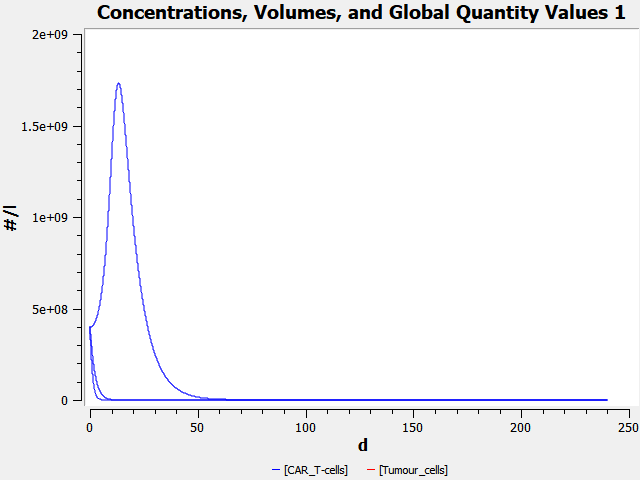 Concentrations, Volumes, and Global Quantity Values 1
2e+09
1.5e+09
1e+09
5e+08
0
#/l
0 50 100 150 200 250
d
[CAR_T-cells] [Tumour_cells]